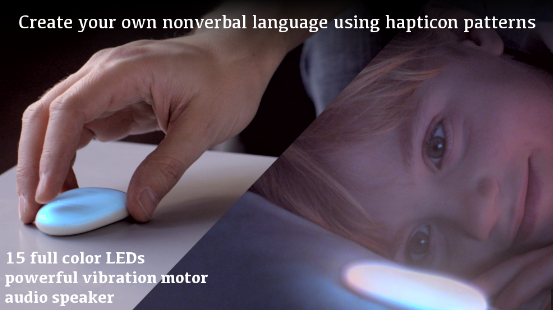 Create your own nonverbal language using hapticon patterns
15 full color LEDs
powerful vibration motor
audio speaker